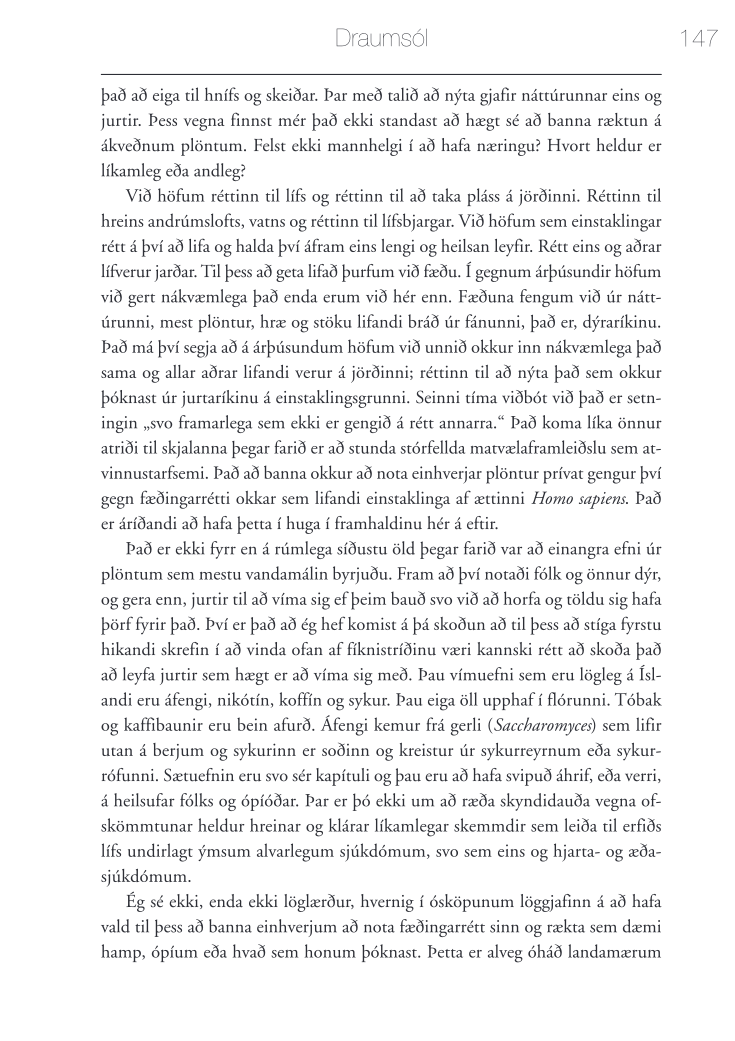 Draumsól 147
það að eiga til hnífs og skeiðar. Þar með talið að nýta gjafir náttúrunnar eins og
jurtir. Þess vegna finnst mér það ekki standast að hægt sé að banna ræktun á
ákveðnum plöntum. Felst ekki mannhelgi í að hafa næringu? Hvort heldur er
líkamleg eða andleg?
Við höfum réttinn til lífs og réttinn til að taka pláss á jörðinni. Réttinn til
hreins andrúmslofts, vatns og réttinn til lífsbjargar. Við höfum sem einstaklingar
rétt á því að lifa og halda því áfram eins lengi og heilsan leyfir. Rétt eins og aðrar
lífverur jarðar. Til þess að geta lifað þurfum við fæðu. Í gegnum árþúsundir höfum
við gert nákvæmlega það enda erum við hér enn. Fæðuna fengum við úr nátt-
úrunni, mest plöntur, hræ og stöku lifandi bráð úr fánunni, það er, dýraríkinu.
Það má því segja að á árþúsundum höfum við unnið okkur inn nákvæmlega það
sama og allar aðrar lifandi verur á jörðinni; réttinn til að nýta það sem okkur
þóknast úr jurtaríkinu á einstaklingsgrunni. Seinni tíma viðbót við það er setn-
ingin „svo framarlega sem ekki er gengið á rétt annarra.“ Það koma líka önnur
atriði til skjalanna þegar farið er að stunda stórfellda matvælaframleiðslu sem at-
vinnustarfsemi. Það að banna okkur að nota einhverjar plöntur prívat gengur því
gegn fæðingarrétti okkar sem lifandi einstaklinga af ættinni Homo sapiens. Það
er áríðandi að hafa þetta í huga í framhaldinu hér á eftir.
Það er ekki fyrr en á rúmlega síðustu öld þegar farið var að einangra efni úr
plöntum sem mestu vandamálin byrjuðu. Fram að því notaði fólk og önnur dýr,
og gera enn, jurtir til að víma sig ef þeim bauð svo við að horfa og töldu sig hafa
þörf fyrir það. Því er það að ég hef komist á þá skoðun að til þess að stíga fyrstu
hikandi skrefin í að vinda ofan af fíknistríðinu væri kannski rétt að skoða það
að leyfa jurtir sem hægt er að víma sig með. Þau vímuefni sem eru lögleg á Ísl-
andi eru áfengi, nikótín, koffín og sykur. Þau eiga öll upphaf í flórunni. Tóbak
og kaffibaunir eru bein afurð. Áfengi kemur frá gerli (Saccharomyces) sem lifir
utan á berjum og sykurinn er soðinn og kreistur úr sykurreyrnum eða sykur-
rófunni. Sætuefnin eru svo sér kapítuli og þau eru að hafa svipuð áhrif, eða verri,
á heilsufar fólks og ópíóðar. Þar er þó ekki um að ræða skyndidauða vegna of-
skömmtunar heldur hreinar og klárar líkamlegar skemmdir sem leiða til erfiðs
lífs undirlagt ýmsum alvarlegum sjúkdómum, svo sem eins og hjarta- og æða-
sjúkdómum.
Ég sé ekki, enda ekki löglærður, hvernig í ósköpunum löggjafinn á að hafa
vald til þess að banna einhverjum að nota fæðingarrétt sinn og rækta sem dæmi
hamp, ópíum eða hvað sem honum þóknast. Þetta er alveg óháð landamærum